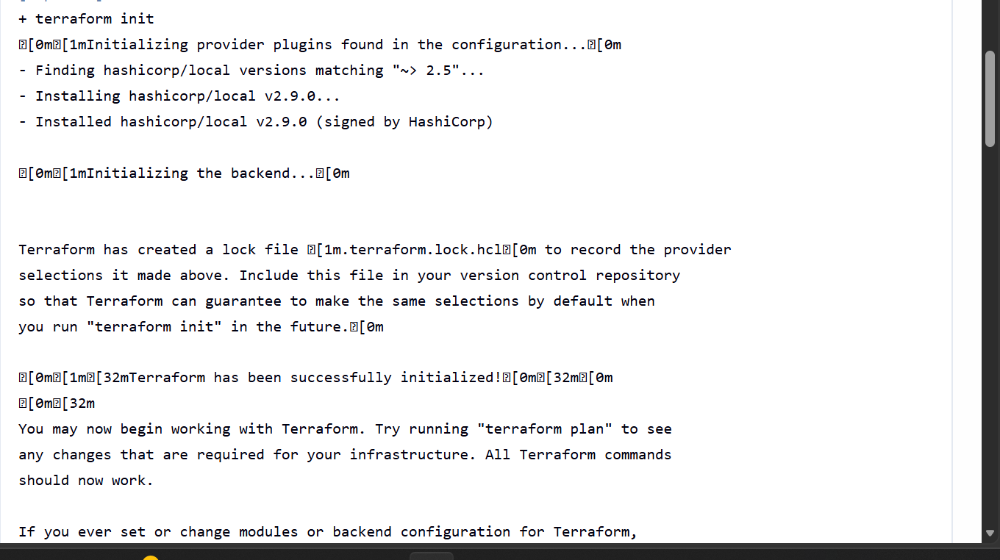 + terraform init
␛[0m␛[1mInitializing provider plugins found in the configuration...␛[0m
- Finding hashicorp/local versions matching "~> 2.5"...
- Installing hashicorp/local v2.9.0...
- Installed hashicorp/local v2.9.0 (signed by HashiCorp)
␛[0m␛[1mInitializing the backend...␛[0m
Terraform has created a lock file ␛[1m.terraform.lock.hcl␛[0m to record the provider
selections it made above. Include this file in your version control repository
so that Terraform can guarantee to make the same selections by default when
you run "terraform init" in the future.␛[0m
␛[0m␛[1m␛[32mTerraform has been successfully initialized!␛[0m␛[32m␛[0m
␛[0m␛[32m
You may now begin working with Terraform. Try running "terraform plan" to see
any changes that are required for your infrastructure. All Terraform commands
should now work.
If you ever set or change modules or backend configuration for Terraform,